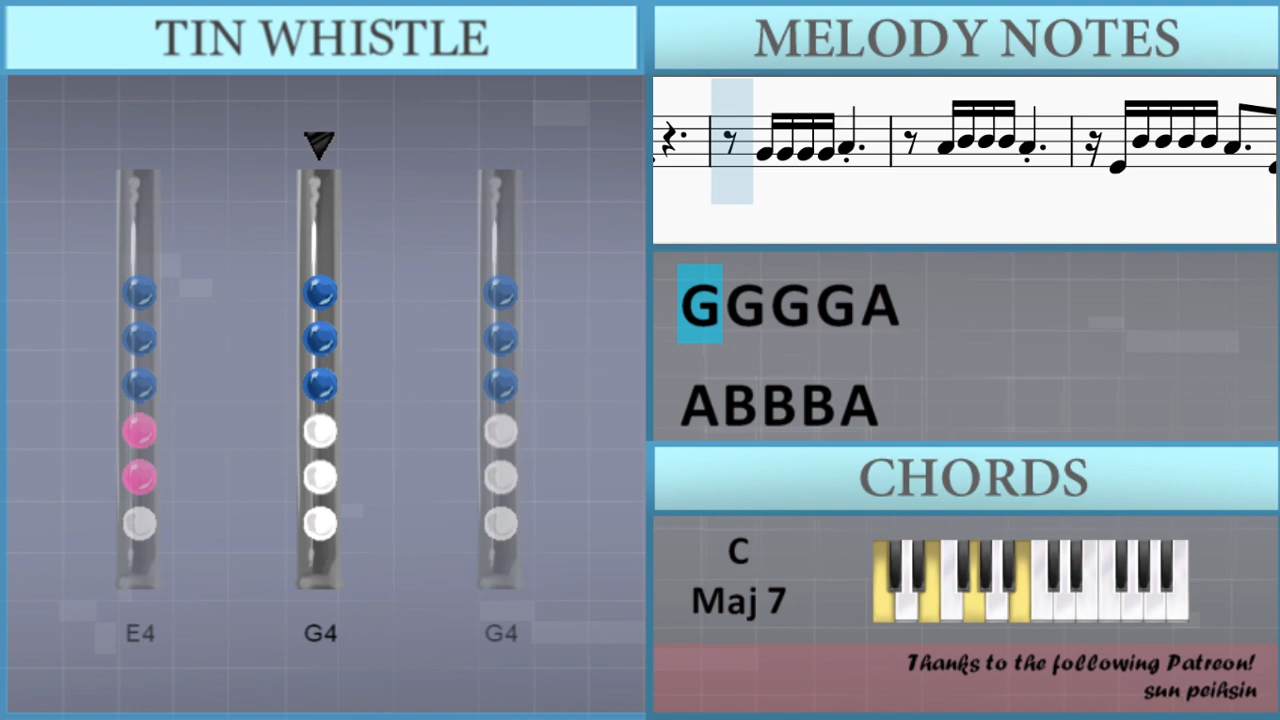 TIN WHISTLE
E4 G4 G4
MELODY NOTES
GGGGA
ABBBA
CHORDS
C
Maj 7
Thanks to the following Patreon!
sun peihsin